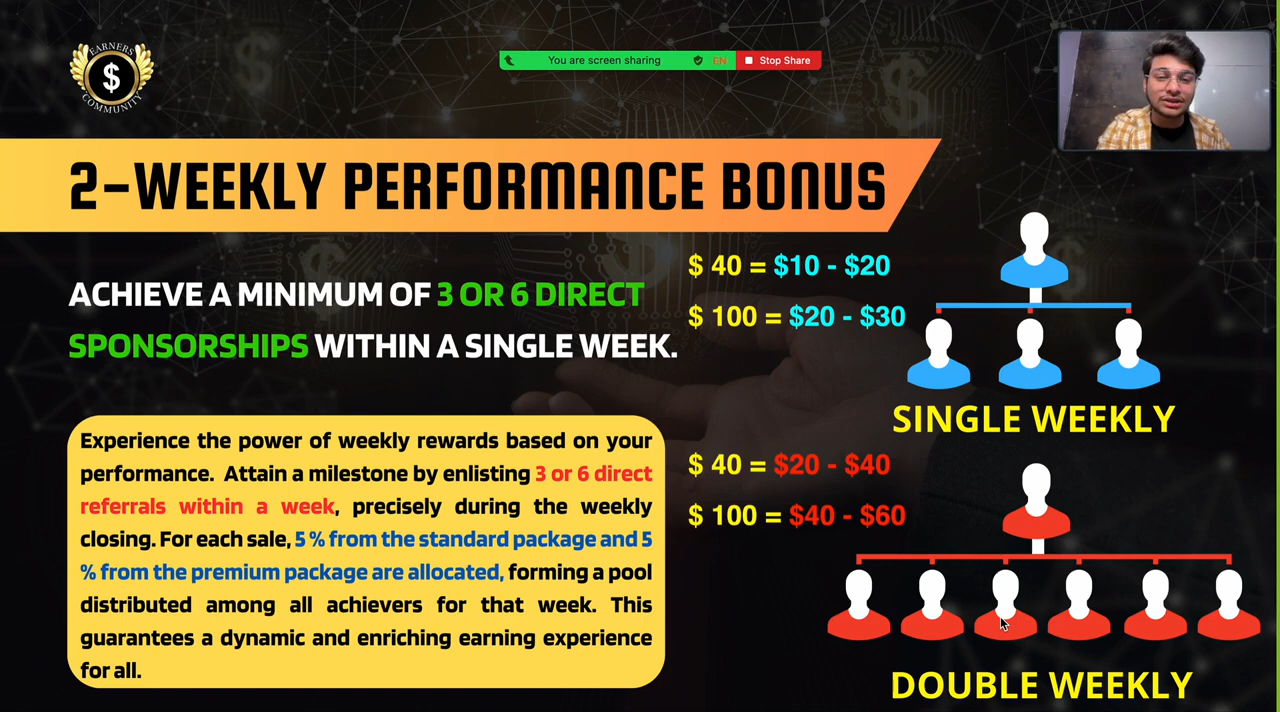 EARNERS
$
COMMUNITY
You are screen sharing
EN
Stop Share
2-WEEKLY PERFORMANCE BONUS
ACHIEVE A MINIMUM OF 3 OR 6 DIRECT
SPONSORSHIPS WITHIN A SINGLE WEEK.
Experience the power of weekly rewards based on your
performance. Attain a milestone by enlisting 3 or 6 direct
referrals within a week, precisely during the weekly
closing. For each sale, 5 % from the standard package and 5
% from the premium package are allocated, forming a pool
distributed among all achievers for that week. This
guarantees a dynamic and enriching earning experience
for all.
$ 40 = $10 - $20
$ 100 = $20 - $30
SINGLE WEEKLY
$ 40 = $20 - $40
$ 100 = $40 - $60
DOUBLE WEEKLY